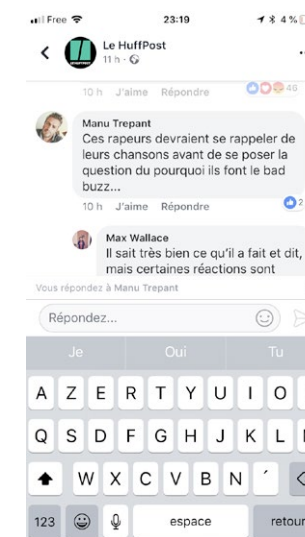 Free 23:19 4 %
Le HuffPost
11 h
10 h J'aime Répondre 46
Manu Trepant
Ces rapeurs devraient se rappeler de
leurs chansons avant de se poser la
question du pourquoi ils font le bad
buzz...
10 h J'aime Répondre 2
Max Wallace
Il sait très bien ce qu'il a fait et dit,
mais certaines réactions sont
Vous répondez à Manu Trepant
Répondez...
Je Oui Tu
A Z E R T Y U I O
Q S D F G H J K L
W X C V B N ´
123 espace retour